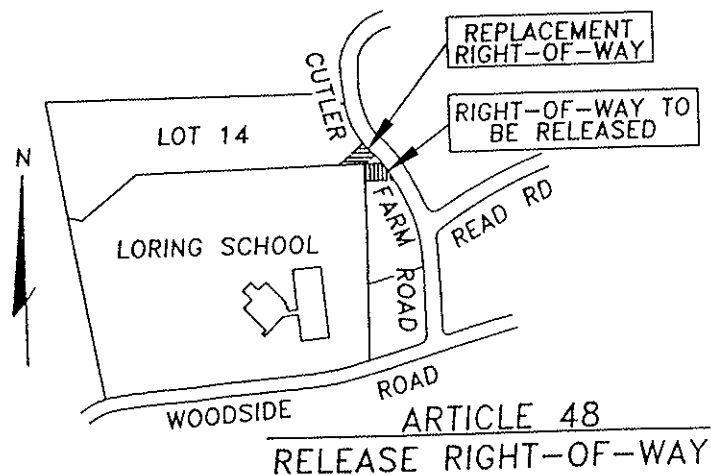 REPLACEMENT
RIGHT-OF-WAY
CUTLER
RIGHT-OF-WAY TO
BE RELEASED
LOT 14
N
FARM ROAD
READ RD
LORING SCHOOL
WOODSIDE ROAD
ARTICLE 48
RELEASE RIGHT-OF-WAY